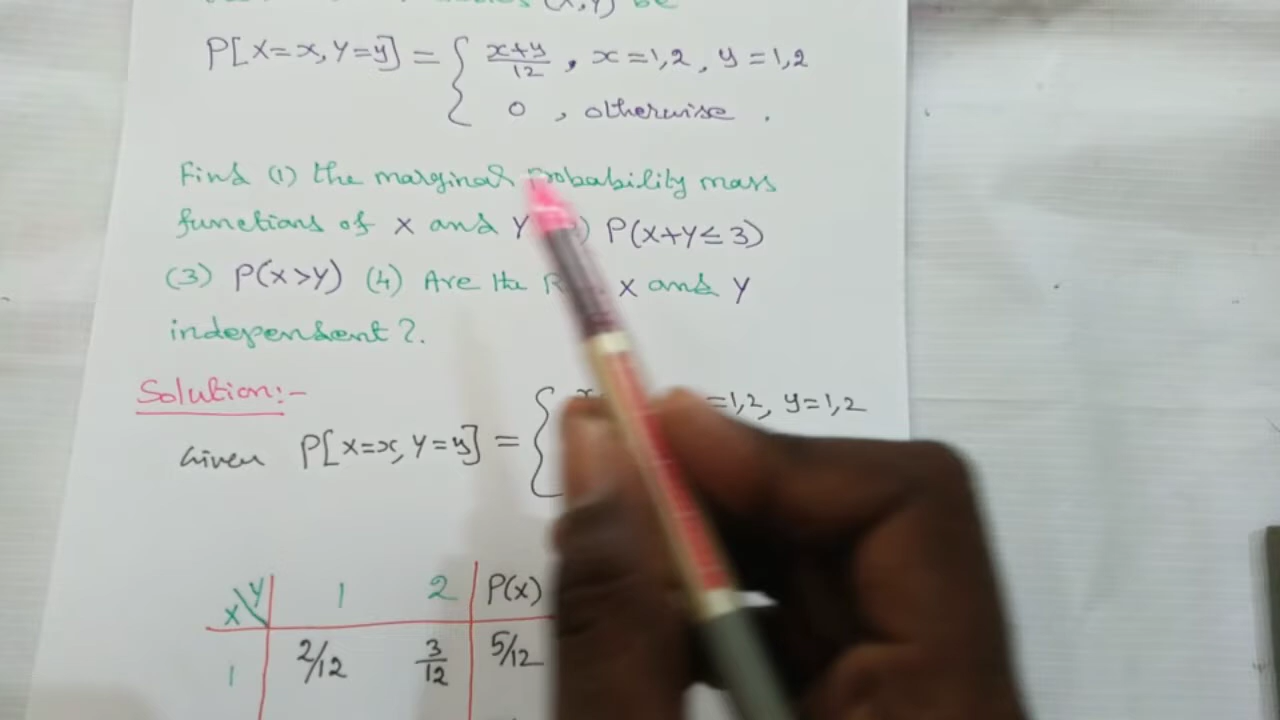 (X,Y) be
P[X=x, Y=y] = { x+y/12, x=1,2, y=1,2
0, otherwise.
Find (1) the marginal probability mass
functions of X and Y ) P(X+Y≤3)
(3) P(X>Y) (4) Are the X and Y
independent?.
Solution:-
Given P[X=x, Y=y] = { =1,2, y=1,2
X Y 1 2 P(x)
1 2/12 3/12 5/12